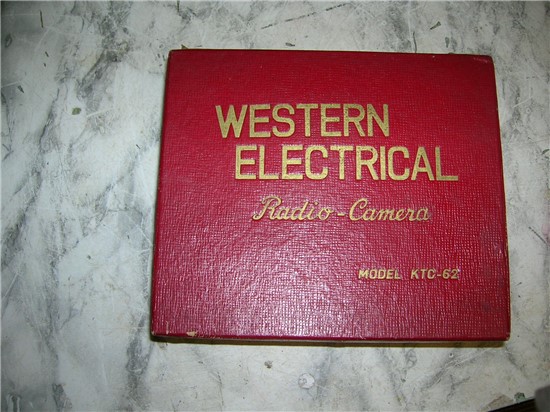 WESTERN
ELECTRICAL
Radio-Camera
MODEL KTC-62